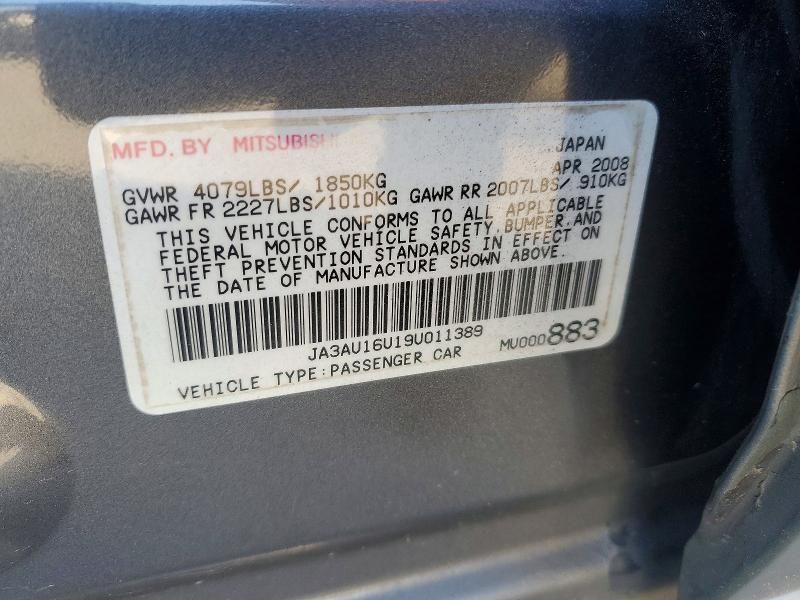 MFD. BY MITSUBISHI JAPAN
APR 2008
GVWR 4079LBS/ 1850KG
GAWR FR 2227LBS/1010KG GAWR RR 2007LBS/ 910KG
THIS VEHICLE CONFORMS TO ALL APPLICABLE
FEDERAL MOTOR VEHICLE SAFETY, BUMPER, AND
THEFT PREVENTION STANDARDS IN EFFECT ON
THE DATE OF MANUFACTURE SHOWN ABOVE.
JA3AU16U19U011389 MU000883
VEHICLE TYPE:PASSENGER CAR